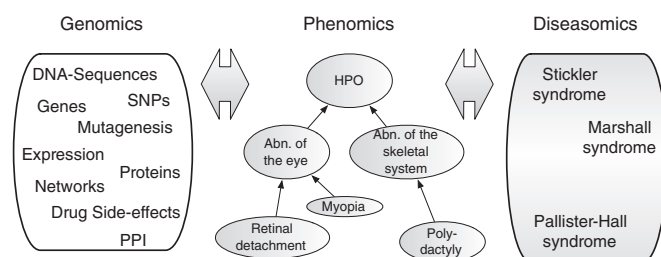 Genomics
Phenomics
Diseasomics
DNA-Sequences
Genes
SNPs
Mutagenesis
Expression
Proteins
Networks
Drug Side-effects
PPI
HPO
Abn. of
the eye
Abn. of the
skeletal
system
Myopia
Retinal
detachment
Poly-
dactyly
Stickler
syndrome
Marshall
syndrome
Pallister-Hall
syndrome